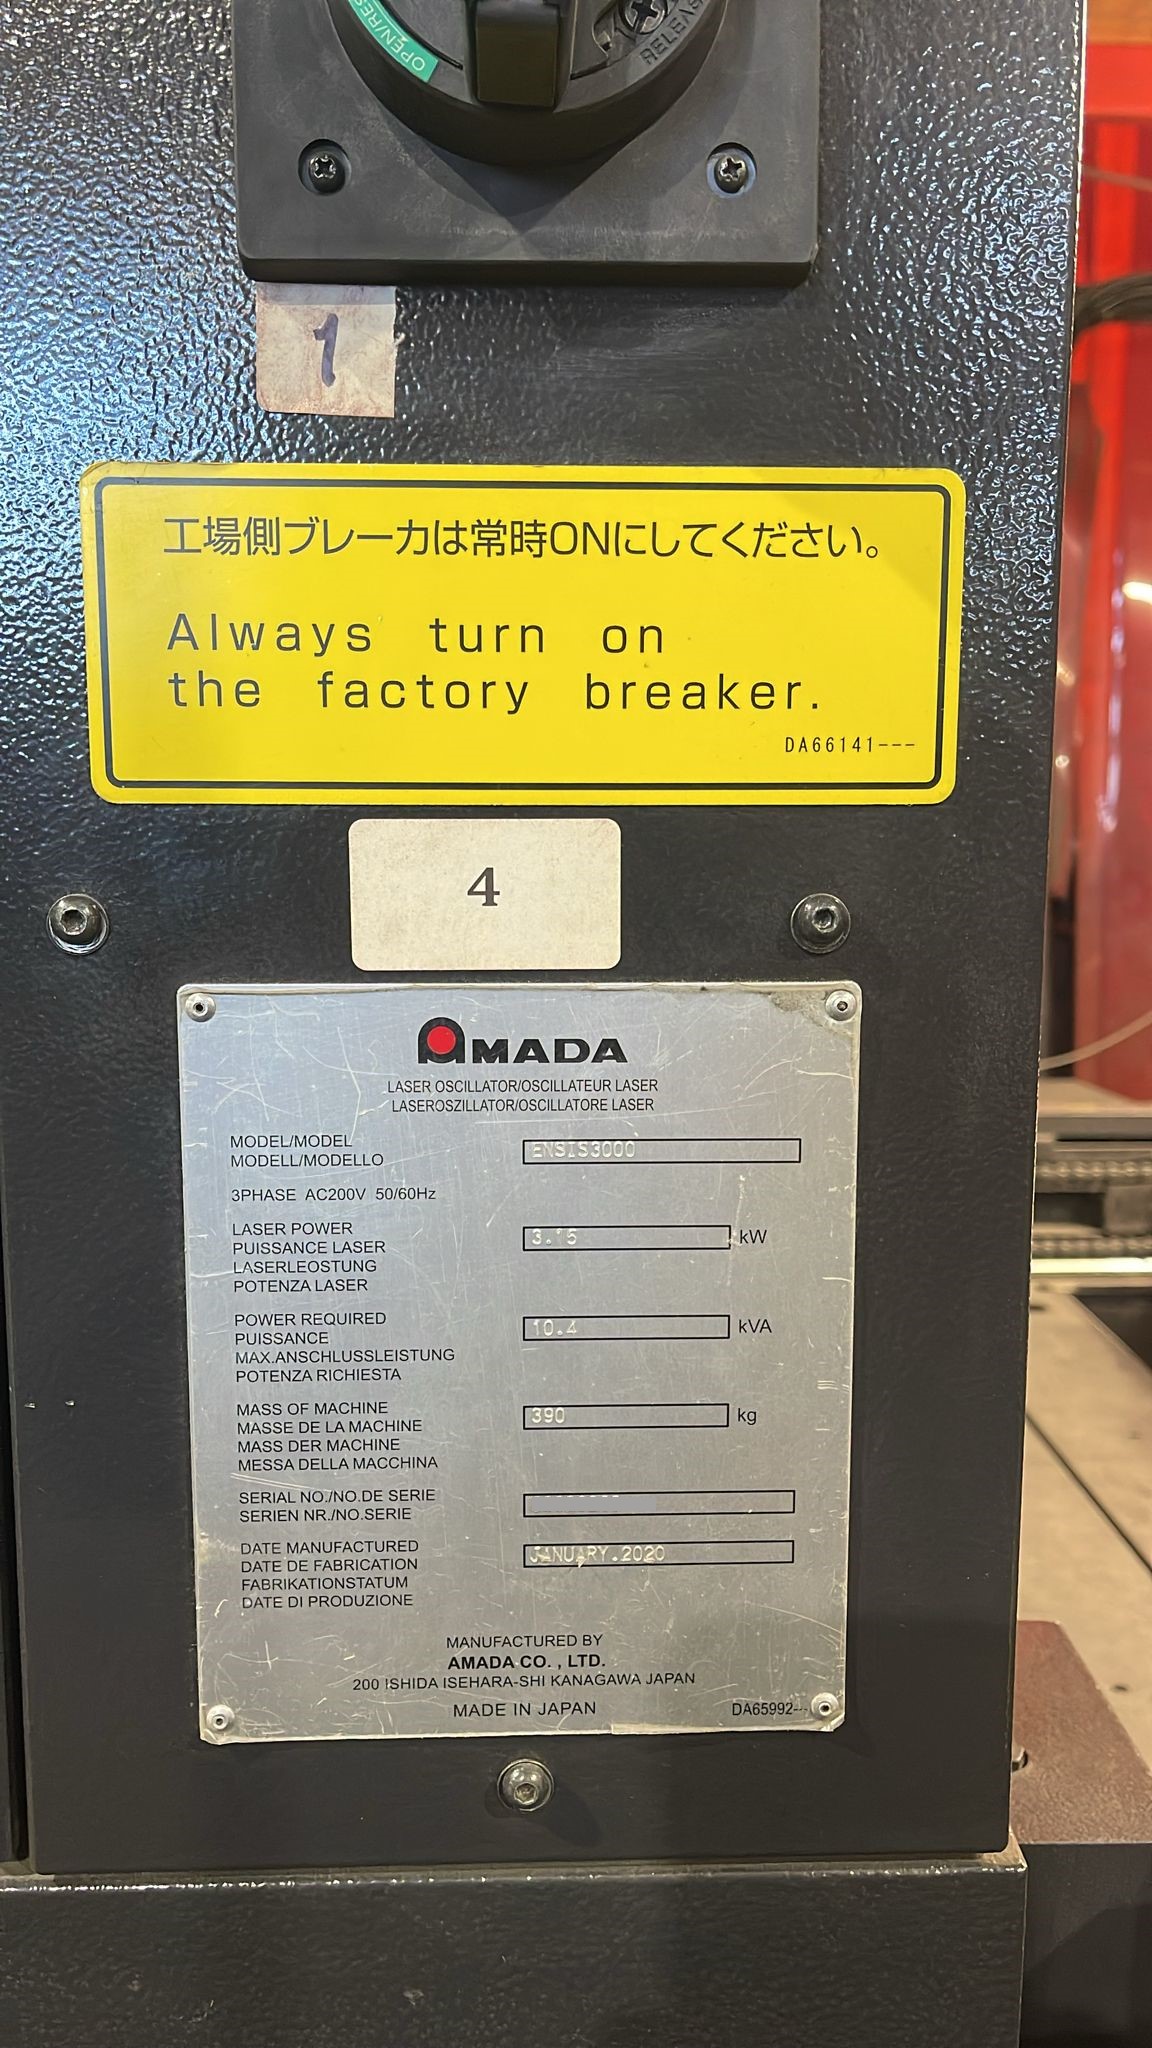 OPEN/RES
RELEAS
1
工場側ブレーカは常時ONにしてください。
Always turn on
the factory breaker.
DA66141---
4
AMADA
LASER OSCILLATOR/OSCILLATEUR LASER
LASEROSZILLATOR/OSCILLATORE LASER
MODEL/MODEL
MODELL/MODELLO
ENSIS3000
3PHASE AC200V 50/60Hz
LASER POWER
PUISSANCE LASER
LASERLEOSTUNG
POTENZA LASER
3.15 kW
POWER REQUIRED
PUISSANCE
MAX.ANSCHLUSSLEISTUNG
POTENZA RICHIESTA
10.4 kVA
MASS OF MACHINE
MASSE DE LA MACHINE
MASS DER MACHINE
MESSA DELLA MACCHINA
390 kg
SERIAL NO./NO.DE SERIE
SERIEN NR./NO.SERIE
DATE MANUFACTURED
DATE DE FABRICATION
FABRIKATIONSTATUM
DATE DI PRODUZIONE
JANUARY.2020
MANUFACTURED BY
AMADA CO., LTD.
200 ISHIDA ISEHARA-SHI KANAGAWA JAPAN
MADE IN JAPAN
DA65992---